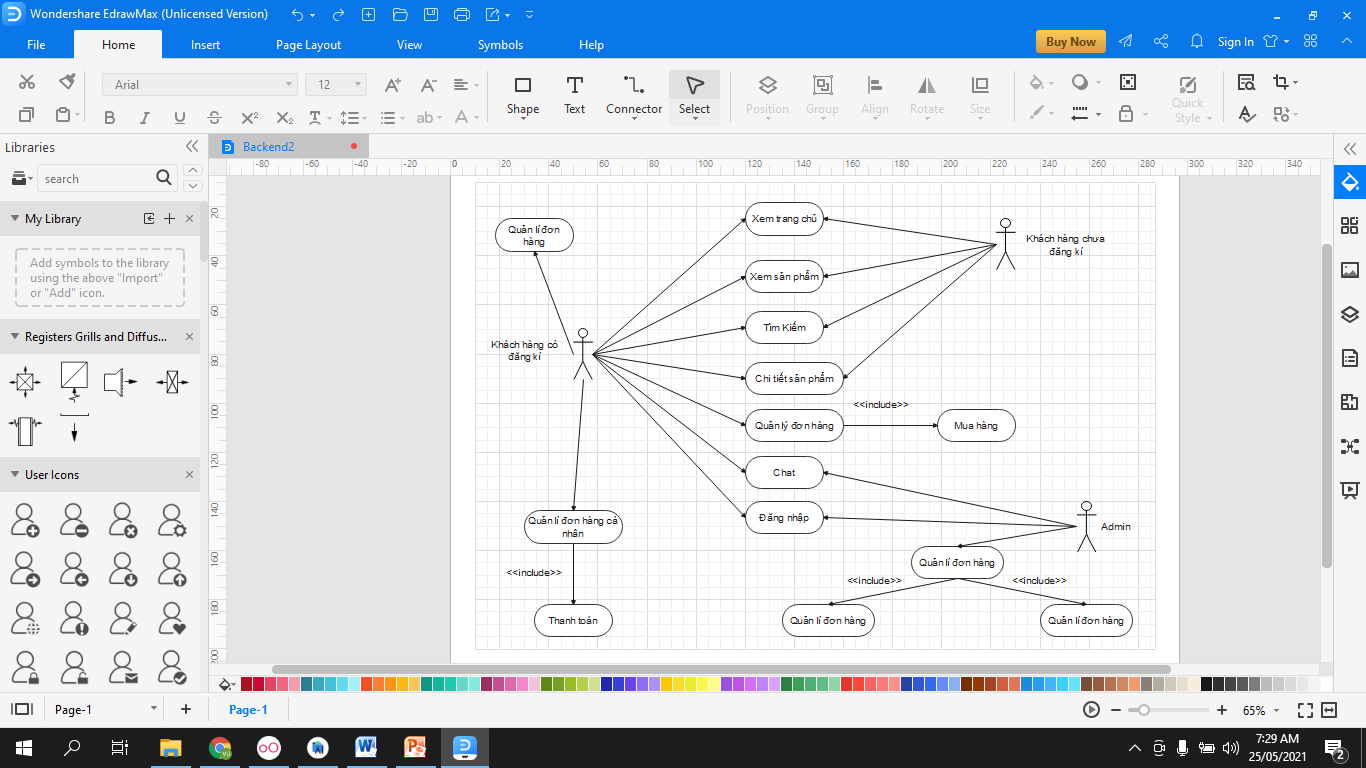 Wondershare EdrawMax (Unlicensed Version)
File Home Insert Page Layout View Symbols Help Buy Now Sign In
Arial 12
Shape Text Connector Select Position Group Align Rotate Size Quick Style
Libraries
Backend2
search
-80 -60 -40 -20 0 20 40 60 80 100 120 140 160 180 200 220 240 260 280 300 320 340
20 40 60 80 100 120 140 160 180 200
My Library
Add symbols to the library
using the above "Import"
or "Add" icon.
Registers Grills and Diffus...
User Icons
Quản lí đơn
hàng
Xem trang chủ
Khách hàng chưa
đăng kí
Xem sản phẩm
Tìm Kiếm
Khách hàng có
đăng kí
Chi tiết sản phẩm
<<include>>
Quản lý đơn hàng
Mua hàng
Chat
Đăng nhập
Admin
Quản lí đơn hàng cá
nhân
<<include>>
Thanh toán
Quản lí đơn hàng
<<include>>
<<include>>
Quản lí đơn hàng
Quản lí đơn hàng
Page-1
Page-1
65%
7:29 AM
25/05/2021
2